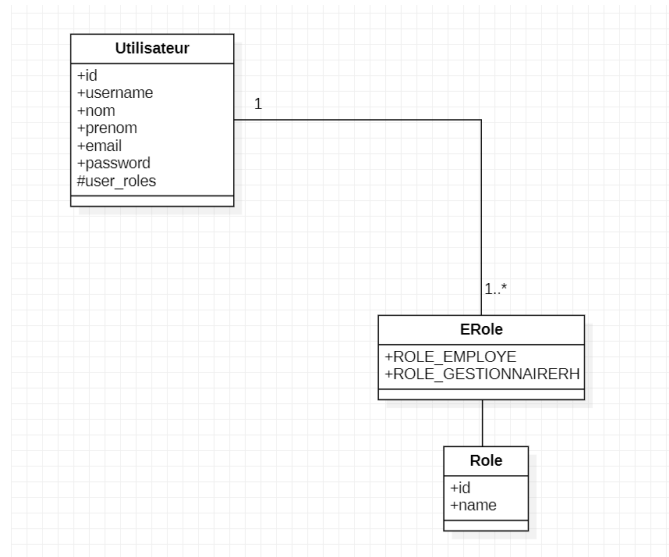 Utilisateur
+id
+username
+nom
+prenom
+email
+password
#user_roles
1
1..*
ERole
+ROLE_EMPLOYE
+ROLE_GESTIONNAIRERH
Role
+id
+name